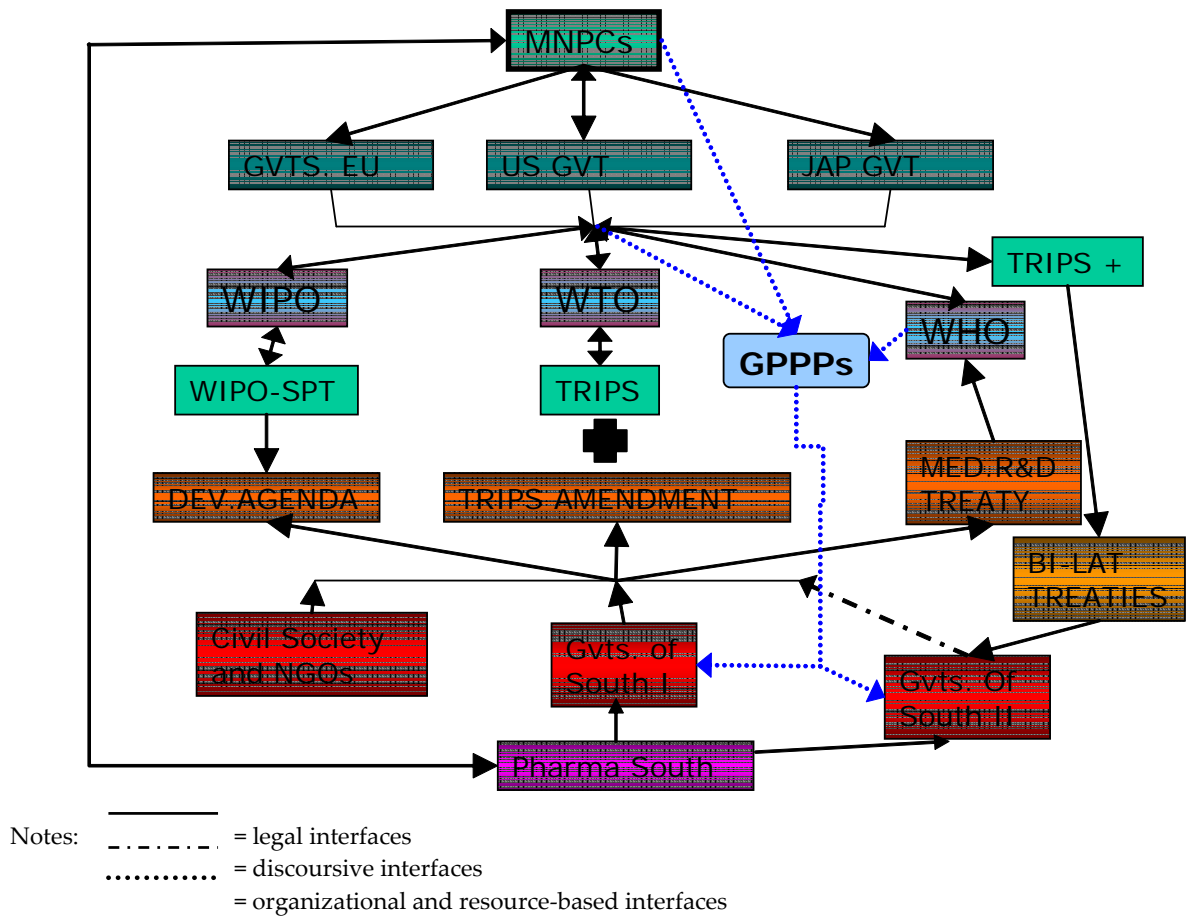 MNPCs
GVTS. EU
US GVT
JAP GVT
TRIPS +
WIPO
WTO
WHO
GPPPs
WIPO-SPT
TRIPS
MED.R&D
TREATY
DEV.AGENDA
TRIPS AMENDMENT
BI-LAT
TREATIES
Civil Society
and NGOs
Gvts. of
South I
Gvts. Of
South II
Pharma South
Notes:
= legal interfaces
= discoursive interfaces
= organizational and resource-based interfaces